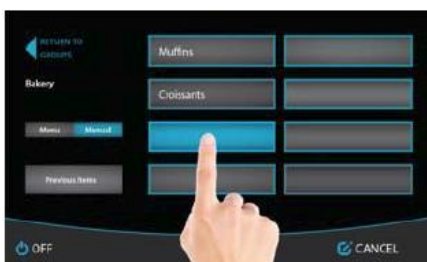 RETURN TO
GROUPS
Muffins
Bakery
Croissants
Menu Manual
Previous Items
OFF
CANCEL